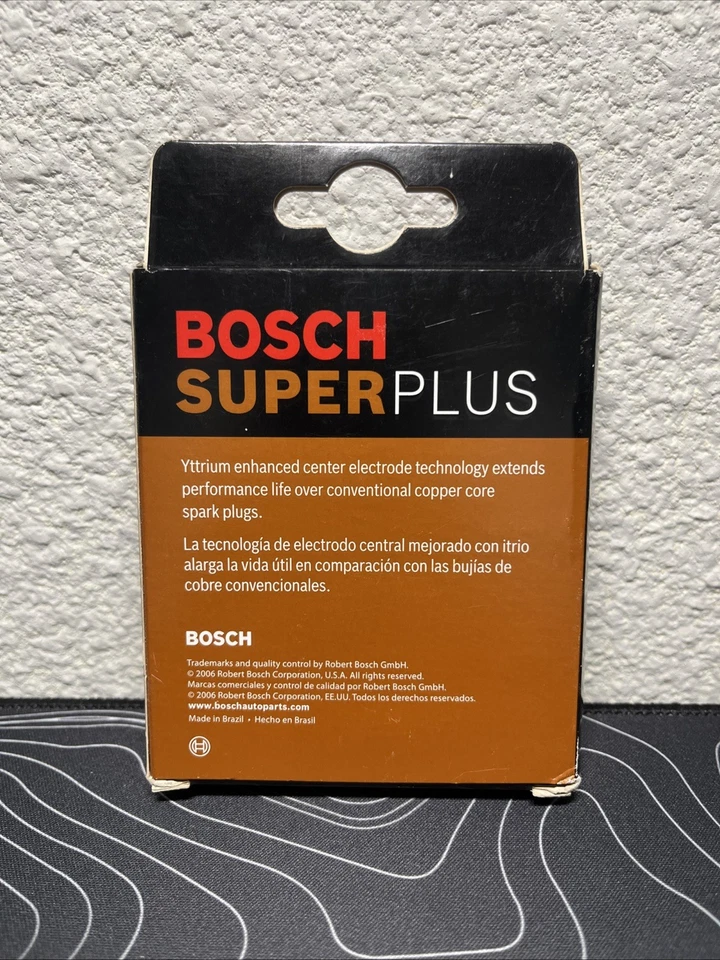 BOSCH
SUPERPLUS
Yttrium enhanced center electrode technology extends
performance life over conventional copper core
spark plugs.
La tecnología de electrodo central mejorado con itrio
alarga la vida útil en comparación con las bujías de
cobre convencionales.
BOSCH
Trademarks and quality control by Robert Bosch GmbH.
© 2006 Robert Bosch Corporation, U.S.A. All rights reserved.
Marcas comerciales y control de calidad por Robert Bosch GmbH.
© 2006 Robert Bosch Corporation, EE.UU. Todos los derechos reservados.
www.boschautoparts.com
Made in Brazil • Hecho en Brasil